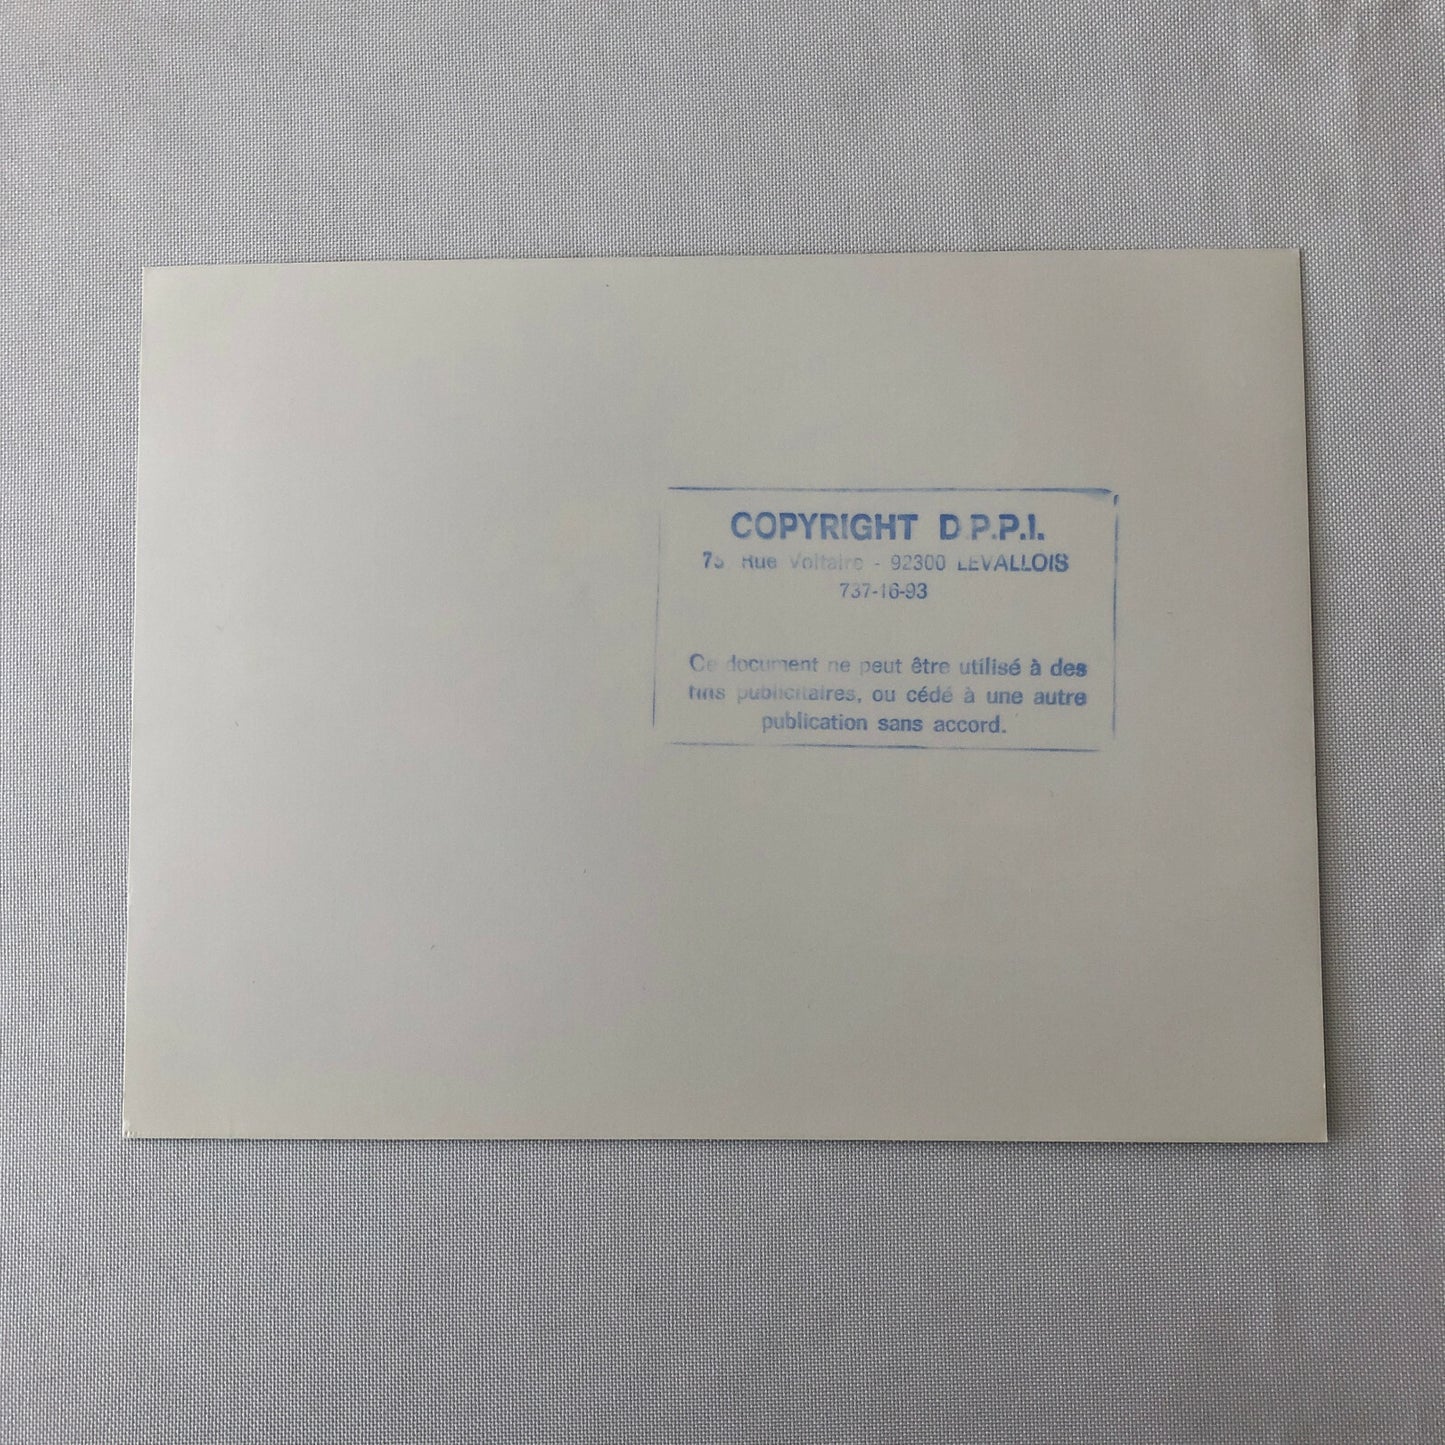 COPYRIGHT D.P.P.I.
Rue Voltaire - 92300 LEVALLOIS
737-16-93
Ce document ne peut être utilisé à des
fins publicitaires, ou cédé à une autre
publication sans accord.